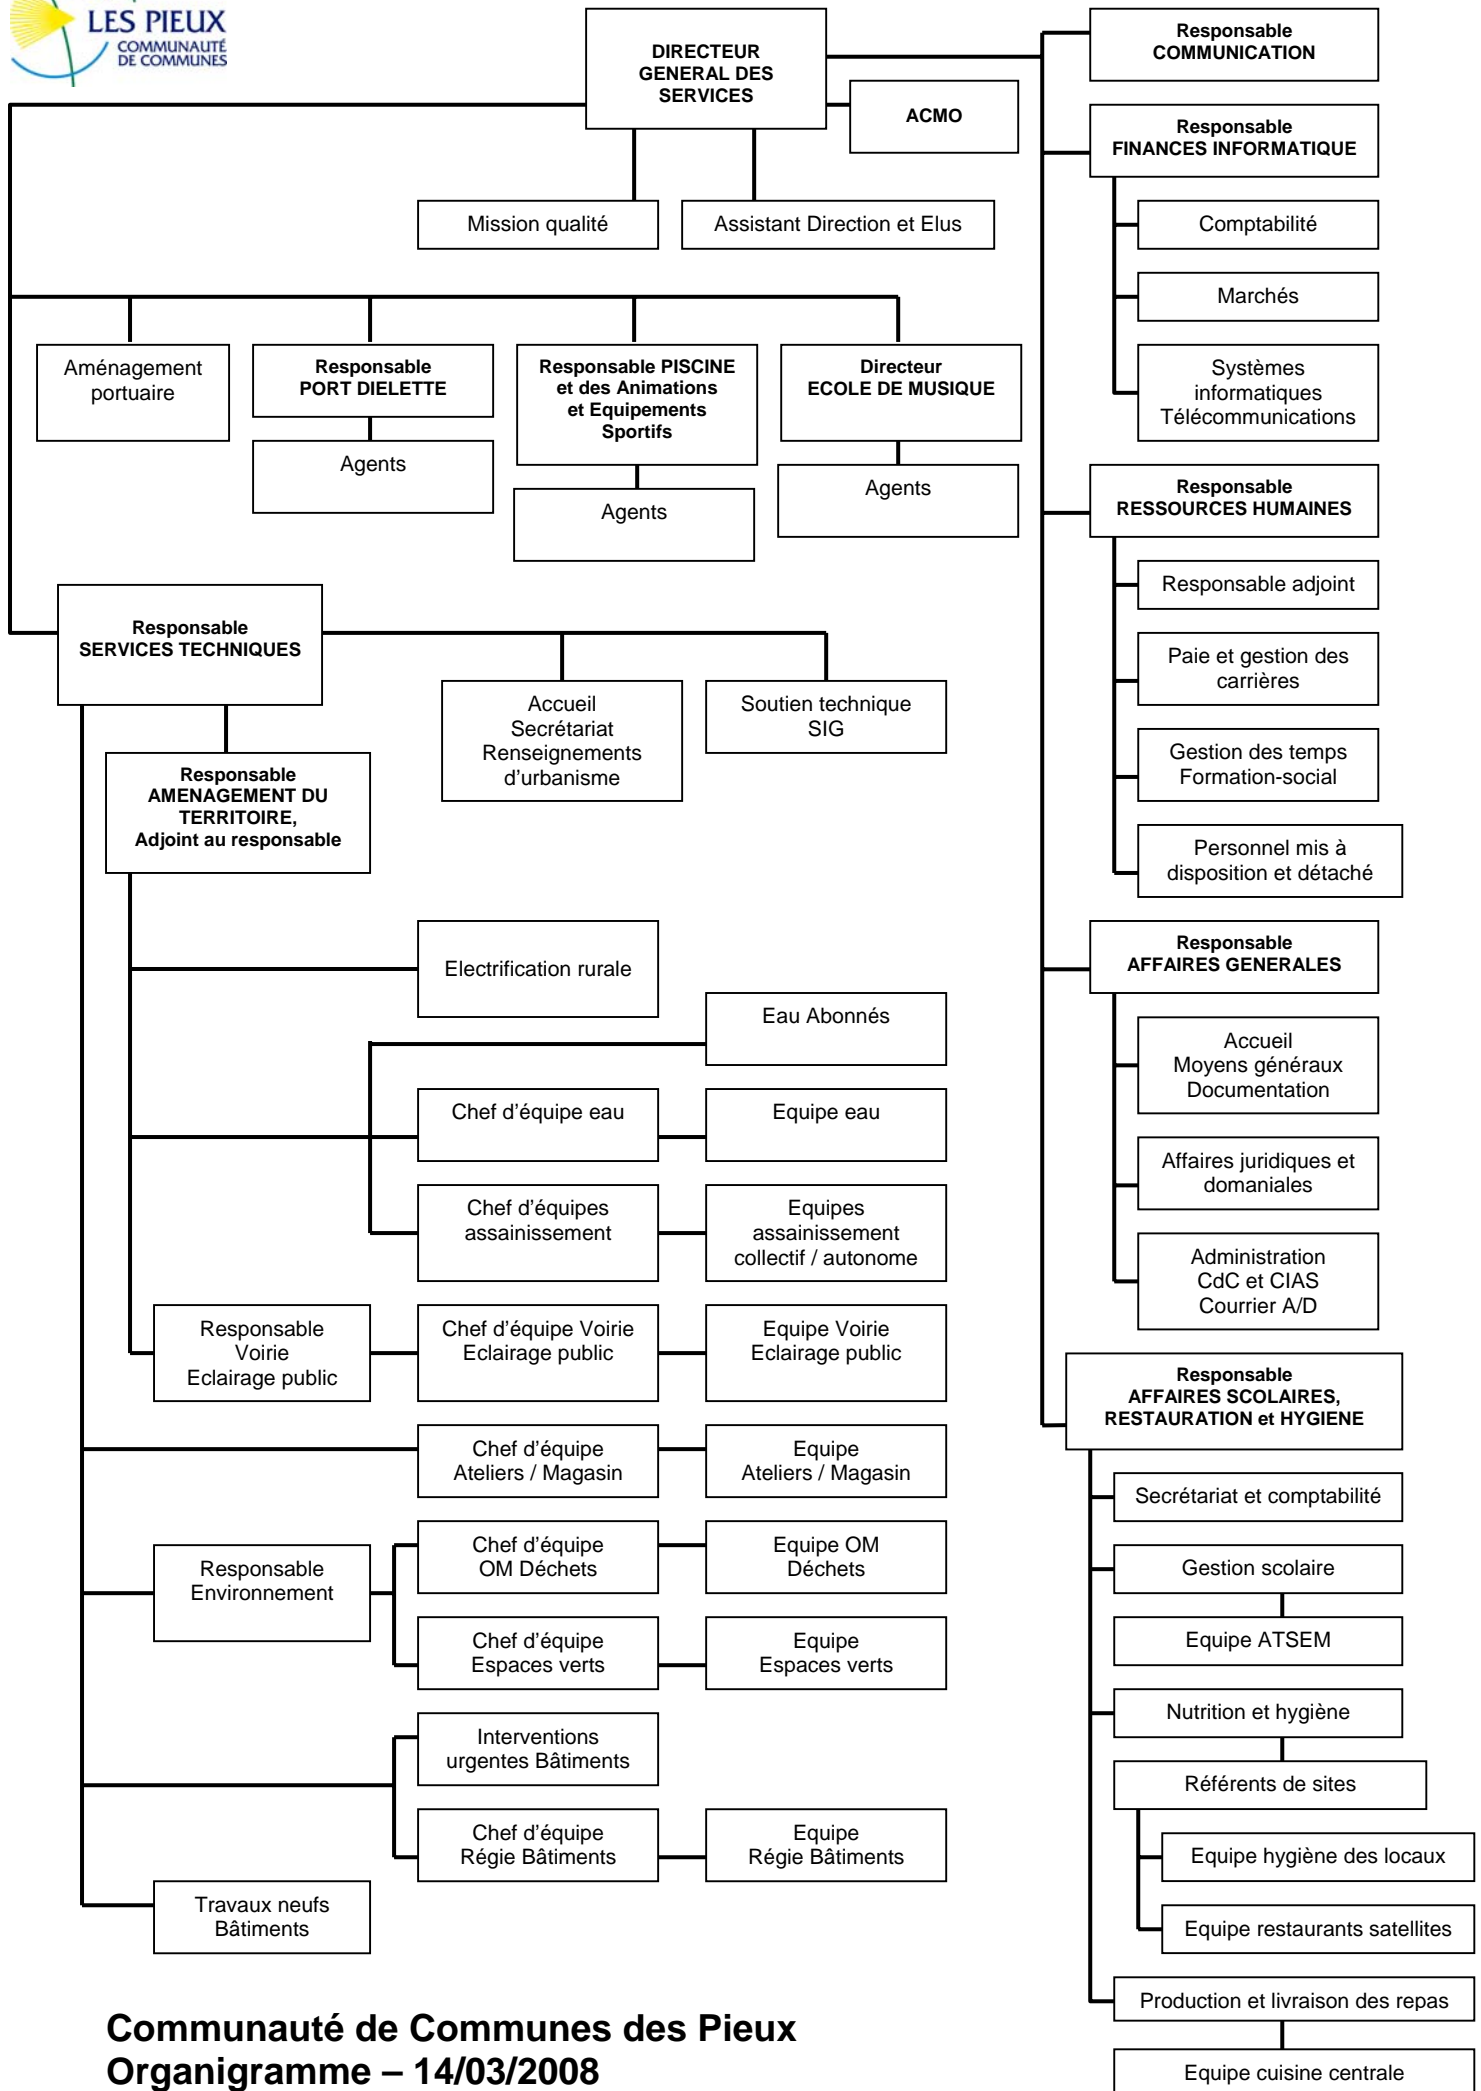 LES PIEUX
COMMUNAUTÉ
DE COMMUNES
DIRECTEUR
GENERAL DES
SERVICES
ACMO
Mission qualité
Assistant Direction et Elus
Aménagement
portuaire
Responsable
PORT DIELETTE
Agents
Responsable PISCINE
et des Animations
et Equipements
Sportifs
Agents
Directeur
ECOLE DE MUSIQUE
Agents
Responsable
SERVICES TECHNIQUES
Accueil
Secrétariat
Renseignements
d’urbanisme
Soutien technique
SIG
Responsable
AMENAGEMENT DU
TERRITOIRE,
Adjoint au responsable
Electrification rurale
Eau Abonnés
Chef d’équipe eau
Equipe eau
Chef d’équipes
assainissement
Equipes
assainissement
collectif / autonome
Responsable
Voirie
Eclairage public
Chef d’équipe Voirie
Eclairage public
Equipe Voirie
Eclairage public
Chef d’équipe
Ateliers / Magasin
Equipe
Ateliers / Magasin
Responsable
Environnement
Chef d’équipe
OM Déchets
Equipe OM
Déchets
Chef d’équipe
Espaces verts
Equipe
Espaces verts
Interventions
urgentes Bâtiments
Chef d’équipe
Régie Bâtiments
Equipe
Régie Bâtiments
Travaux neufs
Bâtiments
Responsable
COMMUNICATION
Responsable
FINANCES INFORMATIQUE
Comptabilité
Marchés
Systèmes
informatiques
Télécommunications
Responsable
RESSOURCES HUMAINES
Responsable adjoint
Paie et gestion des
carrières
Gestion des temps
Formation-social
Personnel mis à
disposition et détaché
Responsable
AFFAIRES GENERALES
Accueil
Moyens généraux
Documentation
Affaires juridiques et
domaniales
Administration
CdC et CIAS
Courrier A/D
Responsable
AFFAIRES SCOLAIRES,
RESTAURATION et HYGIENE
Secrétariat et comptabilité
Gestion scolaire
Equipe ATSEM
Nutrition et hygiène
Référents de sites
Equipe hygiène des locaux
Equipe restaurants satellites
Production et livraison des repas
Equipe cuisine centrale
Communauté de Communes des Pieux
Organigramme – 14/03/2008